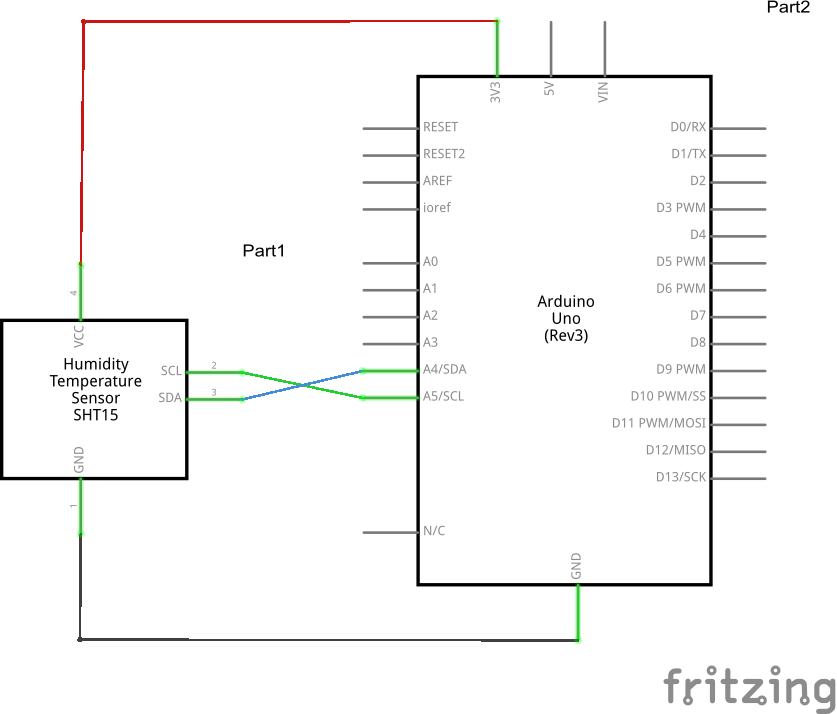 Part2
3V3
5V
VIN
RESET
D0/RX
RESET2
D1/TX
AREF
D2
ioref
D3 PWM
D4
Part1
A0
D5 PWM
A1
D6 PWM
4
Arduino
Uno
(Rev3)
A2
D7
VCC
A3
D8
Humidity
Temperature
Sensor
SHT15
SCL
2
SDA
3
A4/SDA
D9 PWM
A5/SCL
D10 PWM/SS
D11 PWM/MOSI
GND
D12/MISO
D13/SCK
1
N/C
GND
fritzing